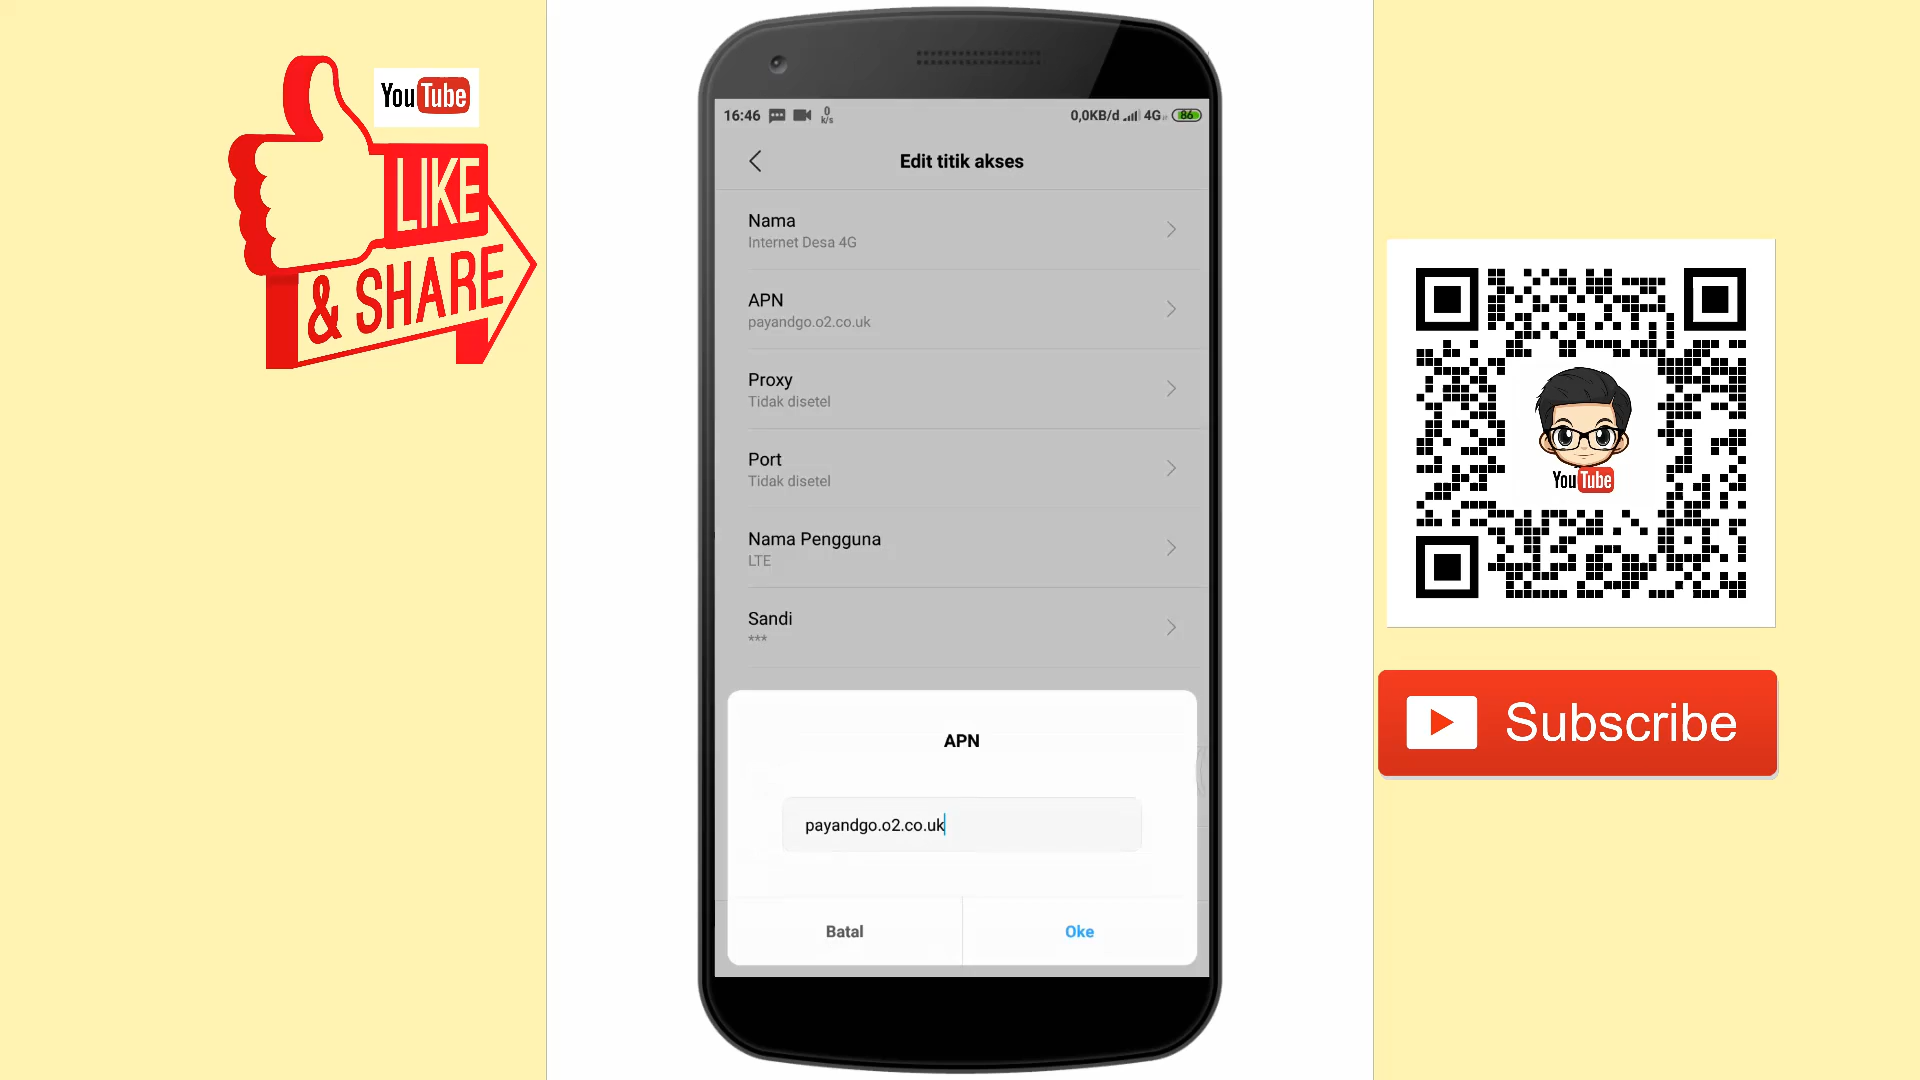 YouTube
LIKE
& SHARE
16:46
0
k/s
0,0KB/d
4G
86
Edit titik akses
Nama
Internet Desa 4G
APN
payandgo.o2.co.uk
Proxy
Tidak disetel
Port
Tidak disetel
Nama Pengguna
LTE
Sandi
***
APN
payandgo.o2.co.uk
Batal
Oke
YouTube
Subscribe